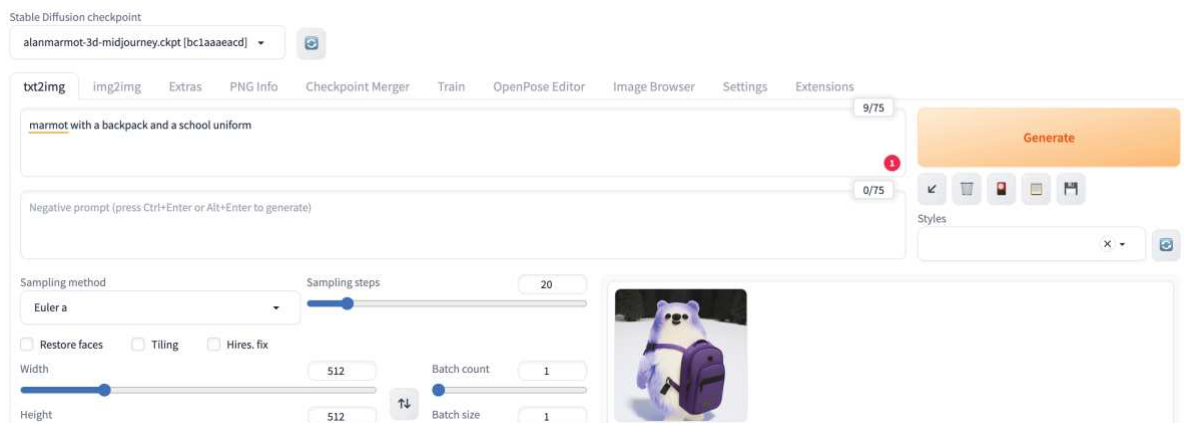 Stable Diffusion checkpoint
alanmarmot-3d-midjourney.ckpt [bc1aaaeacd]
txt2img img2img Extras PNG Info Checkpoint Merger Train OpenPose Editor Image Browser Settings Extensions
9/75
marmot with a backpack and a school uniform
1
Generate
0/75
Negative prompt (press Ctrl+Enter or Alt+Enter to generate)
Styles
Sampling method
Euler a
Sampling steps
20
Restore faces Tiling Hires. fix
Width
512
Batch count
1
Height
512
Batch size
1